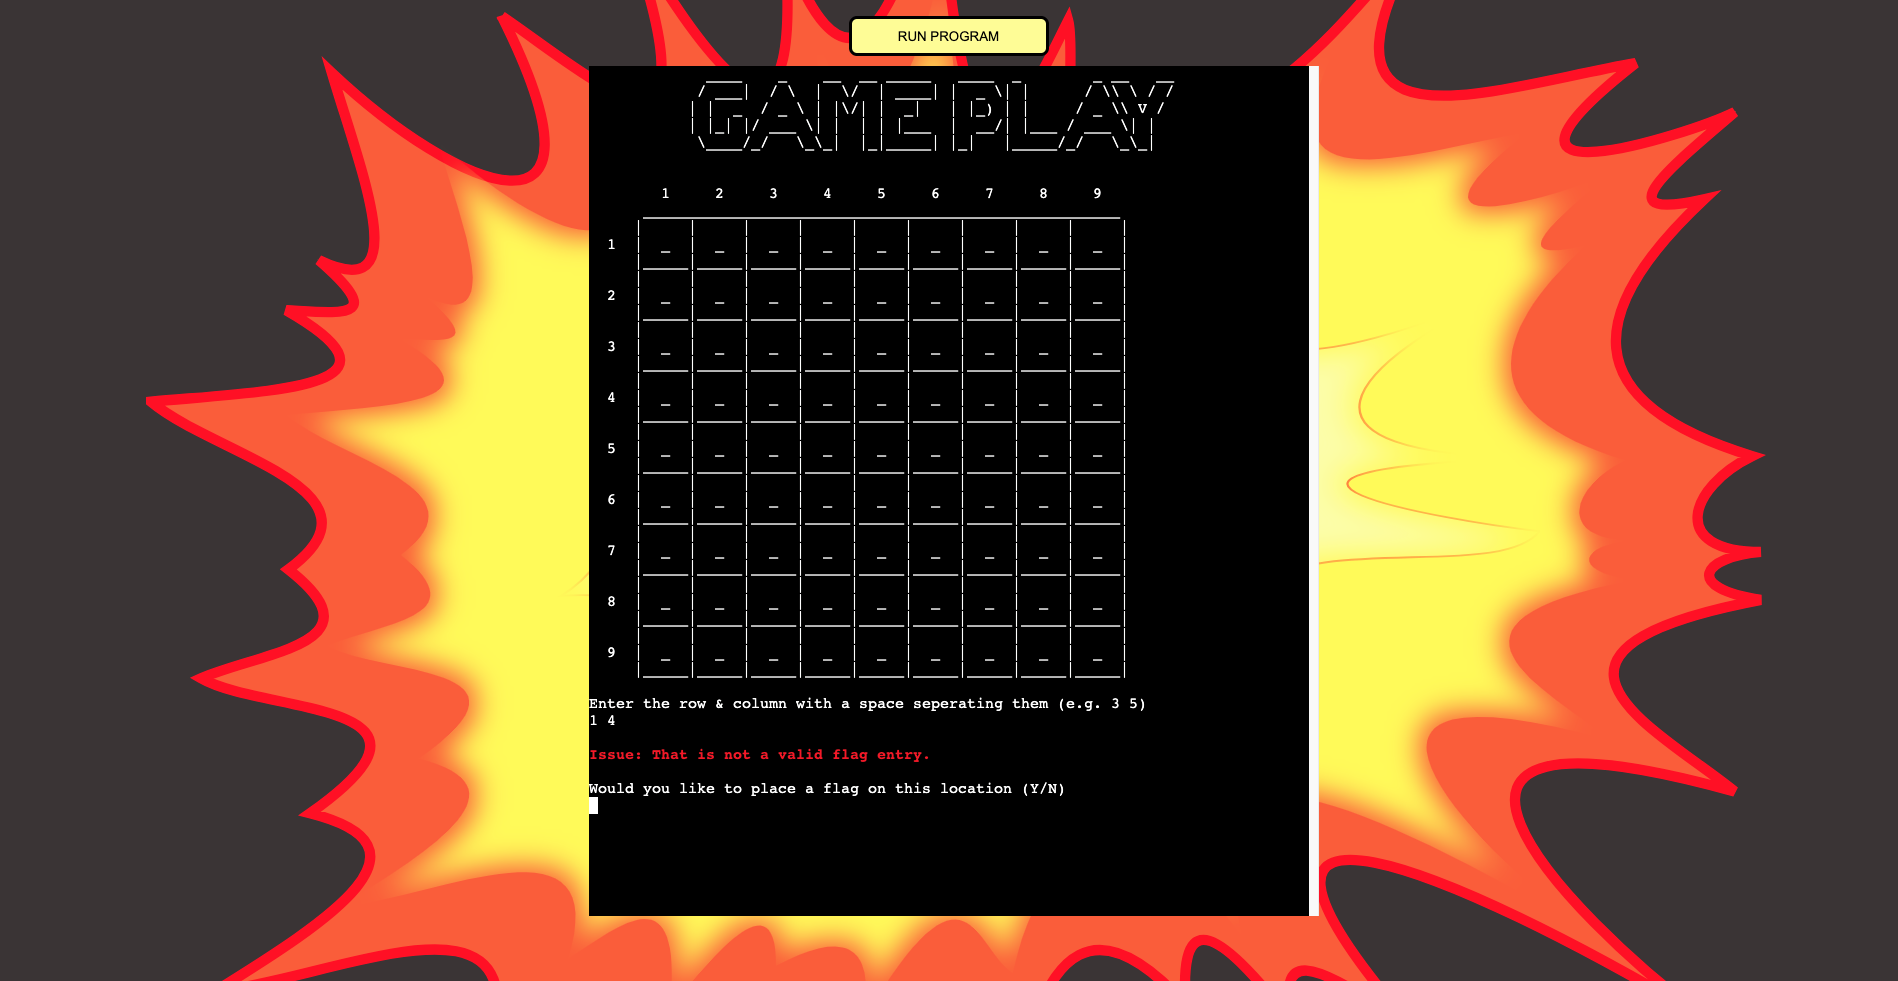 RUN PROGRAM
GAMEPLAY
1 2 3 4 5 6 7 8 9
1 _ _ _ _ _ _ _ _ _
2 _ _ _ _ _ _ _ _ _
3 _ _ _ _ _ _ _ _ _
4 _ _ _ _ _ _ _ _ _
5 _ _ _ _ _ _ _ _ _
6 _ _ _ _ _ _ _ _ _
7 _ _ _ _ _ _ _ _ _
8 _ _ _ _ _ _ _ _ _
9 _ _ _ _ _ _ _ _ _
Enter the row & column with a space seperating them (e.g. 3 5)
1 4
Issue: That is not a valid flag entry.
Would you like to place a flag on this location (Y/N)